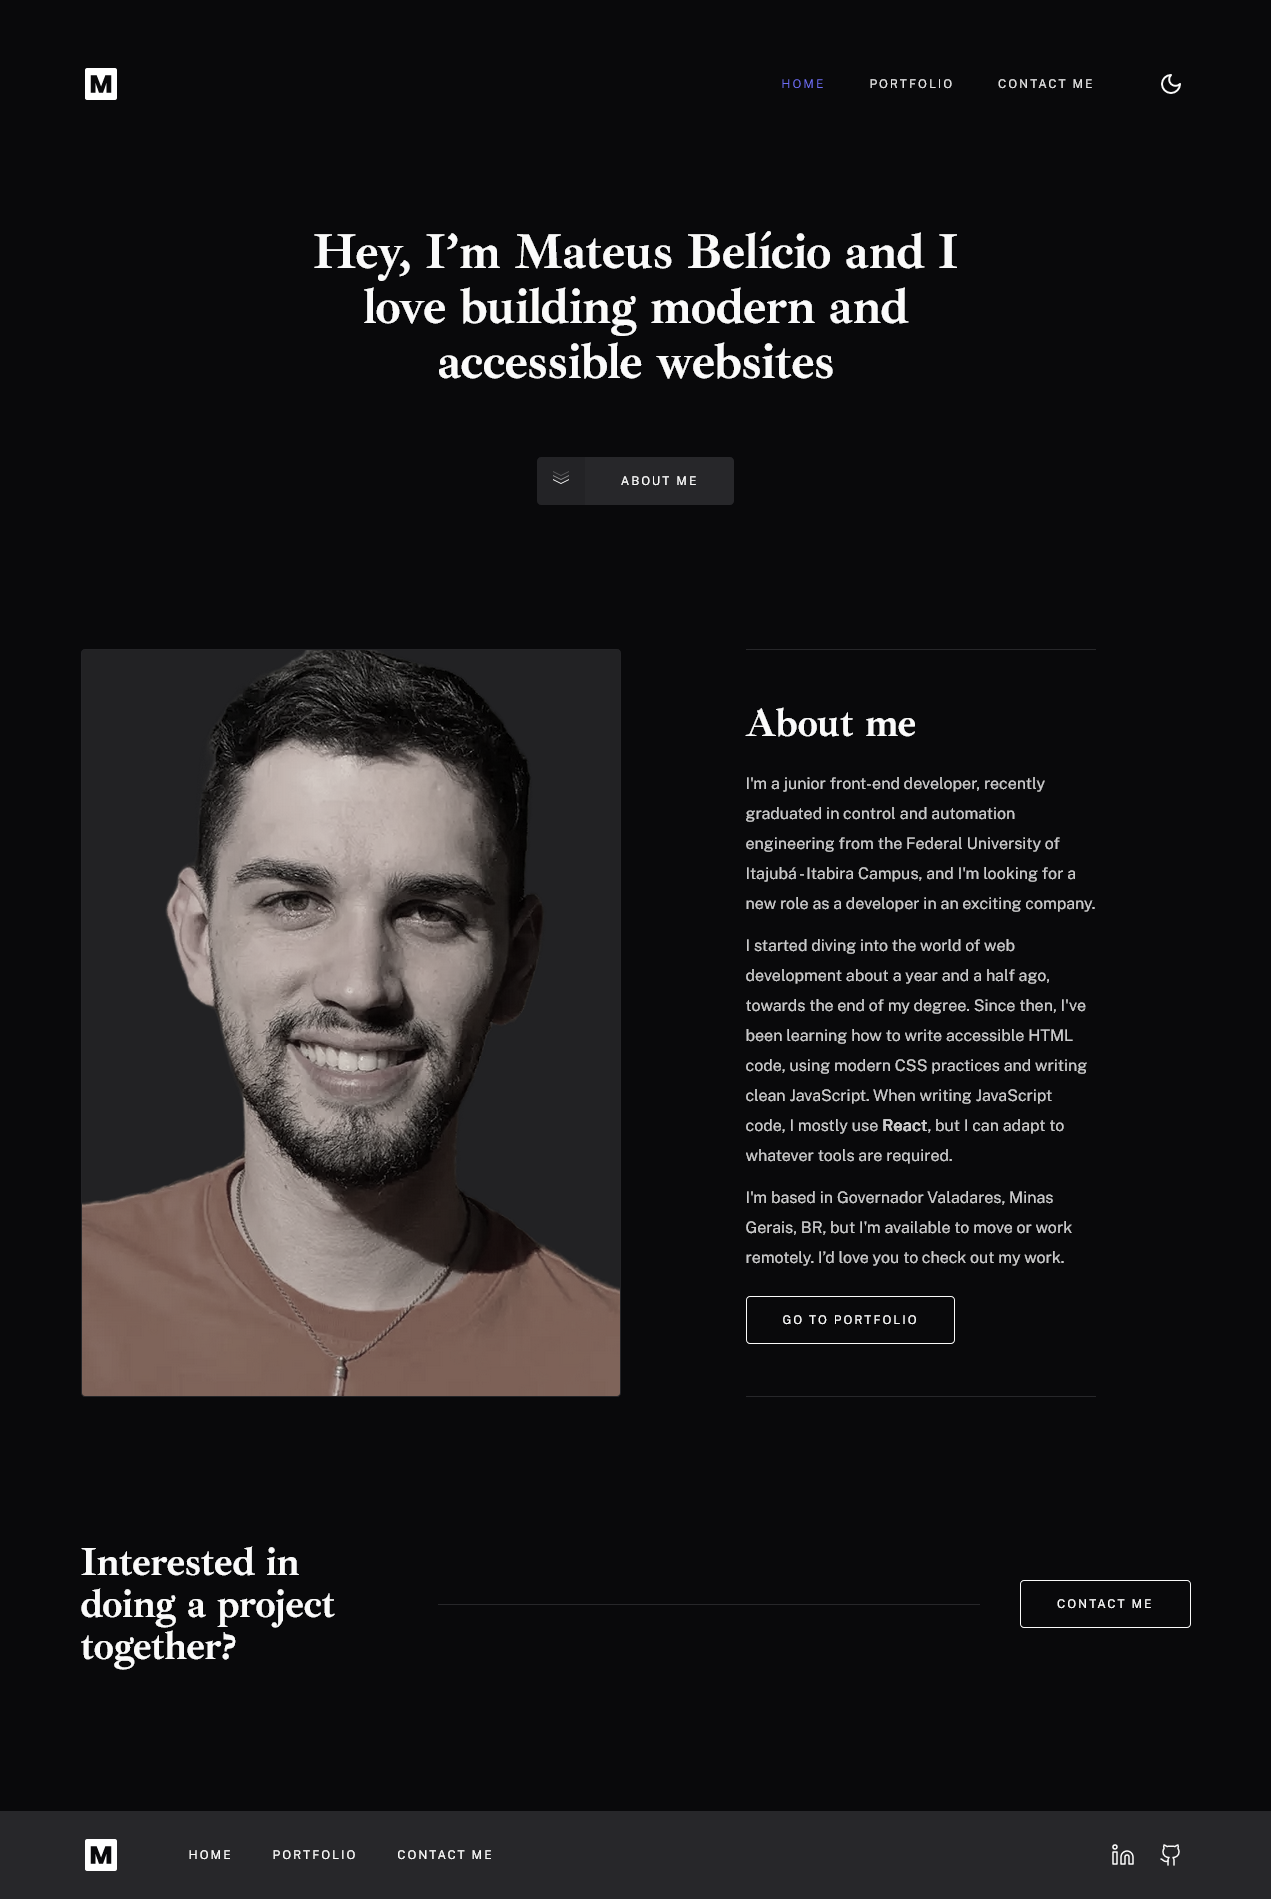 M
HOME PORTFOLIO CONTACT ME
Hey, I’m Mateus Belício and I
love building modern and
accessible websites
ABOUT ME
About me
I'm a junior front-end developer, recently
graduated in control and automation
engineering from the Federal University of
Itajubá - Itabira Campus, and I'm looking for a
new role as a developer in an exciting company.
I started diving into the world of web
development about a year and a half ago,
towards the end of my degree. Since then, I've
been learning how to write accessible HTML
code, using modern CSS practices and writing
clean JavaScript. When writing JavaScript
code, I mostly use React, but I can adapt to
whatever tools are required.
I'm based in Governador Valadares, Minas
Gerais, BR, but I'm available to move or work
remotely. I’d love you to check out my work.
GO TO PORTFOLIO
Interested in
doing a project
together?
CONTACT ME
M
HOME PORTFOLIO CONTACT ME
in